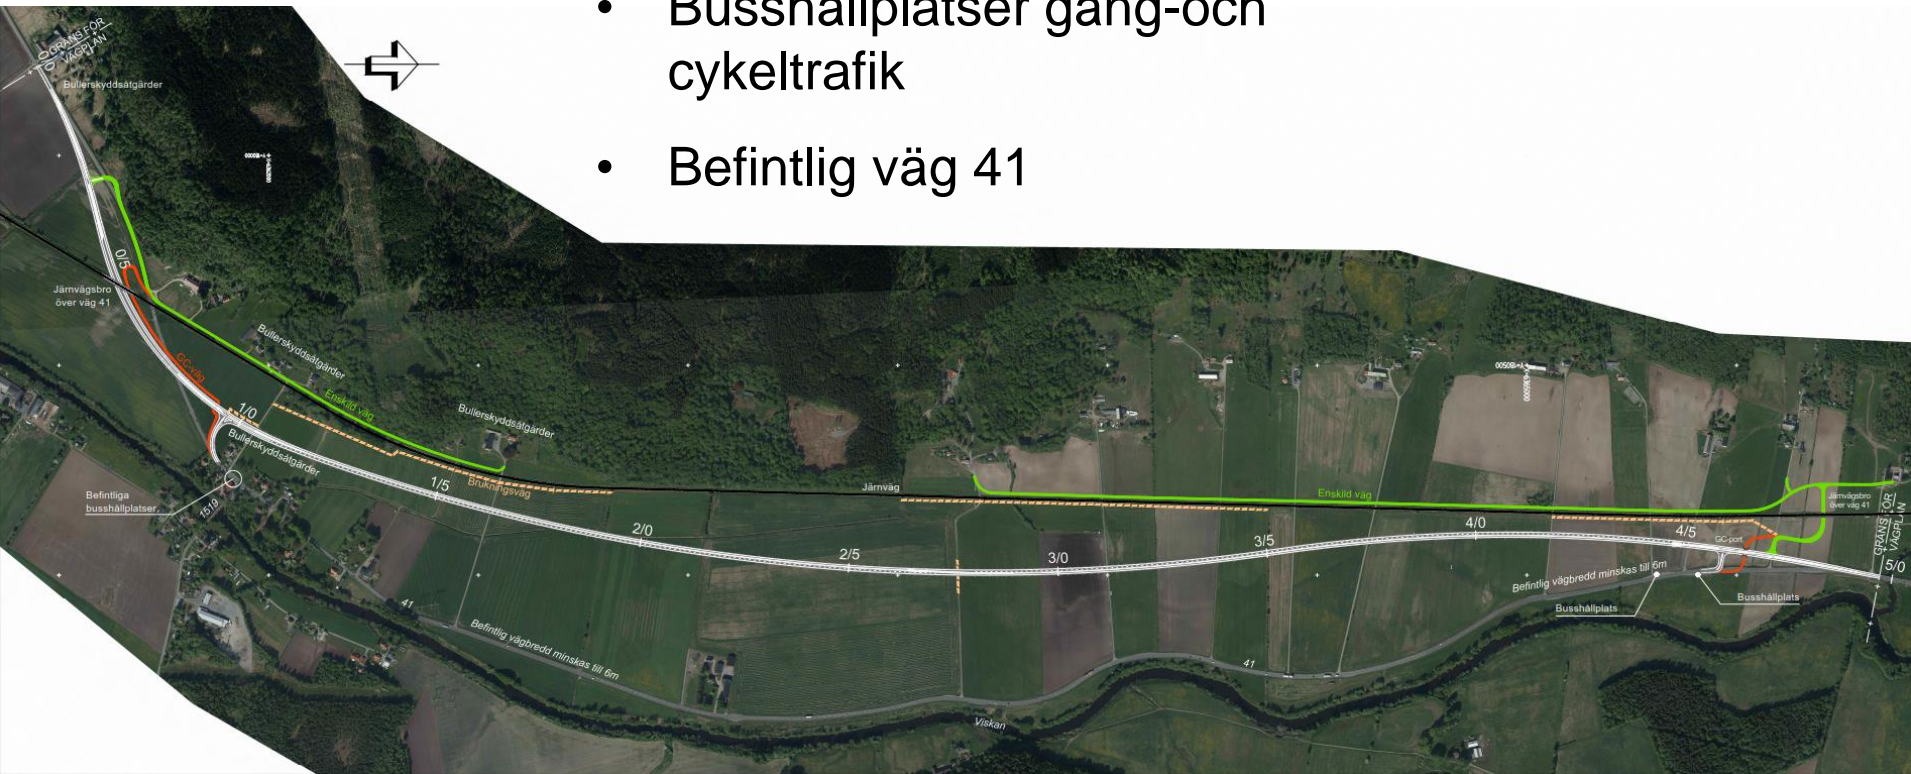 • Busshållplatser gång-och
cykeltrafik
• Befintlig väg 41
GRÄNS FÖR
VÄGPLAN
Bullerskyddsåtgärder
0/5
Järnvägsbro
över väg 41
GC-väg
Bullerskyddsåtgärder
Enskild väg
Bullerskyddsåtgärder
1/0
Bullerskyddsåtgärder
Brukningsväg
1/5
Befintliga
busshållplatser
1519
2/0
Järnväg
2/5
3/0
3/5
Enskild väg
4/0
4/5
GC-port
Järnvägsbro
över väg 41
GRÄNS FÖR
VÄGPLAN
5/0
Befintlig vägbredd minskas till 6m
Busshållplats
Busshållplats
41
Befintlig vägbredd minskas till 6m
41
Viskan